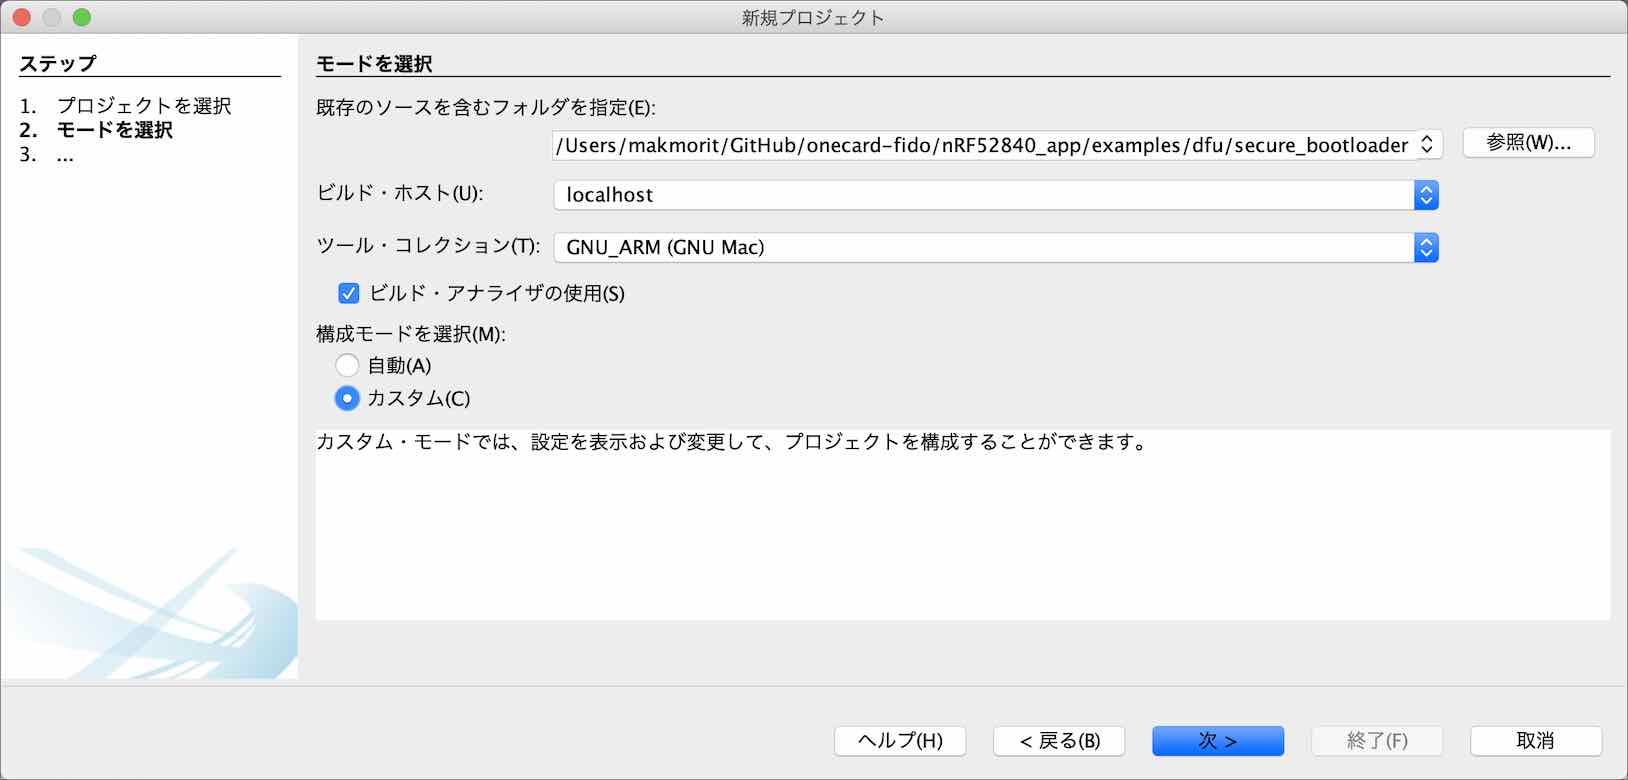 新規プロジェクト
ステップ
1. プロジェクトを選択
2. モードを選択
3. ...
モードを選択
既存のソースを含むフォルダを指定(E):
/Users/makmorit/GitHub/onecard-fido/nRF52840_app/examples/dfu/secure_bootloader
参照(W)...
ビルド・ホスト(U):
localhost
ツール・コレクション(T):
GNU_ARM (GNU Mac)
ビルド・アナライザの使用(S)
構成モードを選択(M):
自動(A)
カスタム(C)
カスタム・モードでは、設定を表示および変更して、プロジェクトを構成することができます。
ヘルプ(H)
< 戻る(B)
次 >
終了(F)
取消